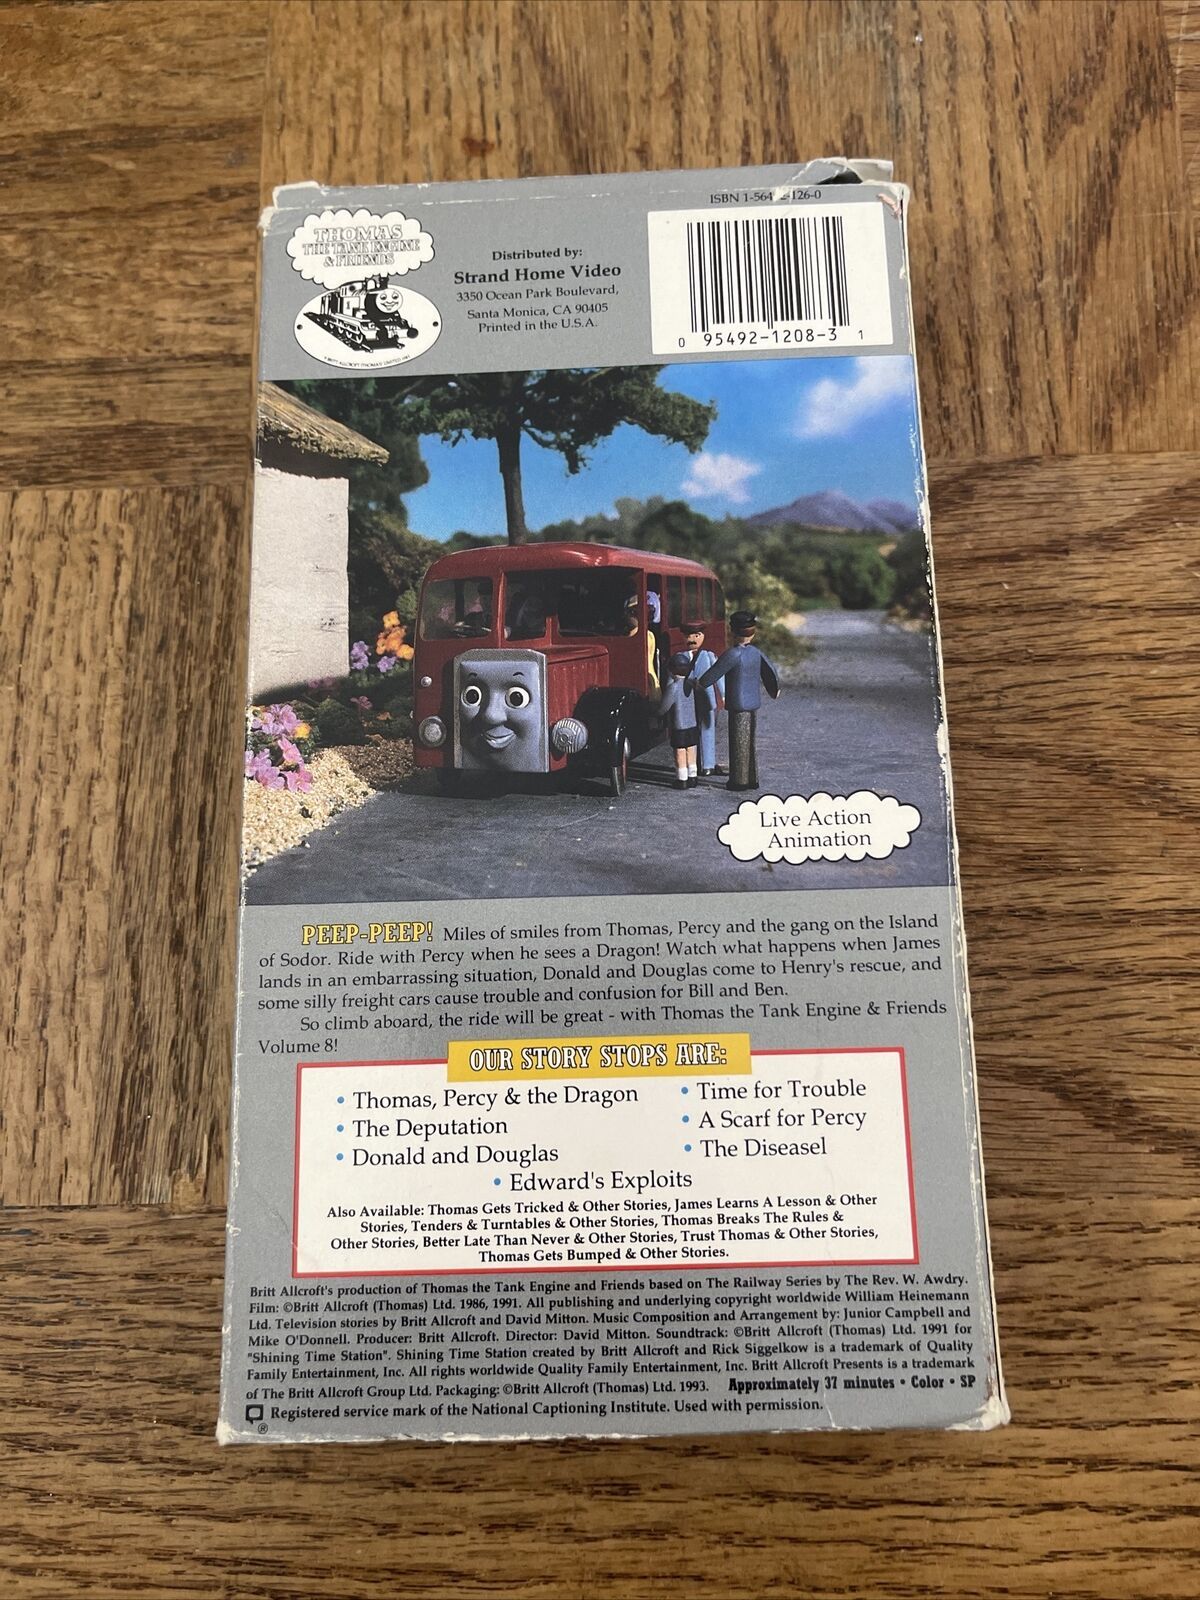 ISBN 1-56 2-126-0
THOMAS
THE TANK ENGINE
& FRIENDS
Distributed by:
Strand Home Video
3350 Ocean Park Boulevard,
Santa Monica, CA 90405
Printed in the U.S.A.
0 95492-1208-3 1
Live Action
Animation
PEEP-PEEP! Miles of smiles from Thomas, Percy and the gang on the Island
of Sodor. Ride with Percy when he sees a Dragon! Watch what happens when James
lands in an embarrassing situation, Donald and Douglas come to Henry's rescue, and
some silly freight cars cause trouble and confusion for Bill and Ben.
So climb aboard, the ride will be great - with Thomas the Tank Engine & Friends
Volume 8!
OUR STORY STOPS ARE:
• Thomas, Percy & the Dragon
• The Deputation
• Donald and Douglas
• Time for Trouble
• A Scarf for Percy
• The Diseasel
• Edward's Exploits
Also Available: Thomas Gets Tricked & Other Stories, James Learns A Lesson & Other
Stories, Tenders & Turntables & Other Stories, Thomas Breaks The Rules &
Other Stories, Better Late Than Never & Other Stories, Trust Thomas & Other Stories,
Thomas Gets Bumped & Other Stories.
Britt Allcroft's production of Thomas the Tank Engine and Friends based on The Railway Series by The Rev. W. Awdry.
Film: ©Britt Allcroft (Thomas) Ltd. 1986, 1991. All publishing and underlying copyright worldwide William Heinemann
Ltd. Television stories by Britt Allcroft and David Mitton. Music Composition and Arrangement by: Junior Campbell and
Mike O'Donnell. Producer: Britt Allcroft. Director: David Mitton. Soundtrack: ©Britt Allcroft (Thomas) Ltd. 1991 for
"Shining Time Station". Shining Time Station created by Britt Allcroft and Rick Siggelkow is a trademark of Quality
Family Entertainment, Inc. All rights worldwide Quality Family Entertainment, Inc. Britt Allcroft Presents is a trademark
of The Britt Allcroft Group Ltd. Packaging: ©Britt Allcroft (Thomas) Ltd. 1993. Approximately 37 minutes • Color • SP
Registered service mark of the National Captioning Institute. Used with permission.
®